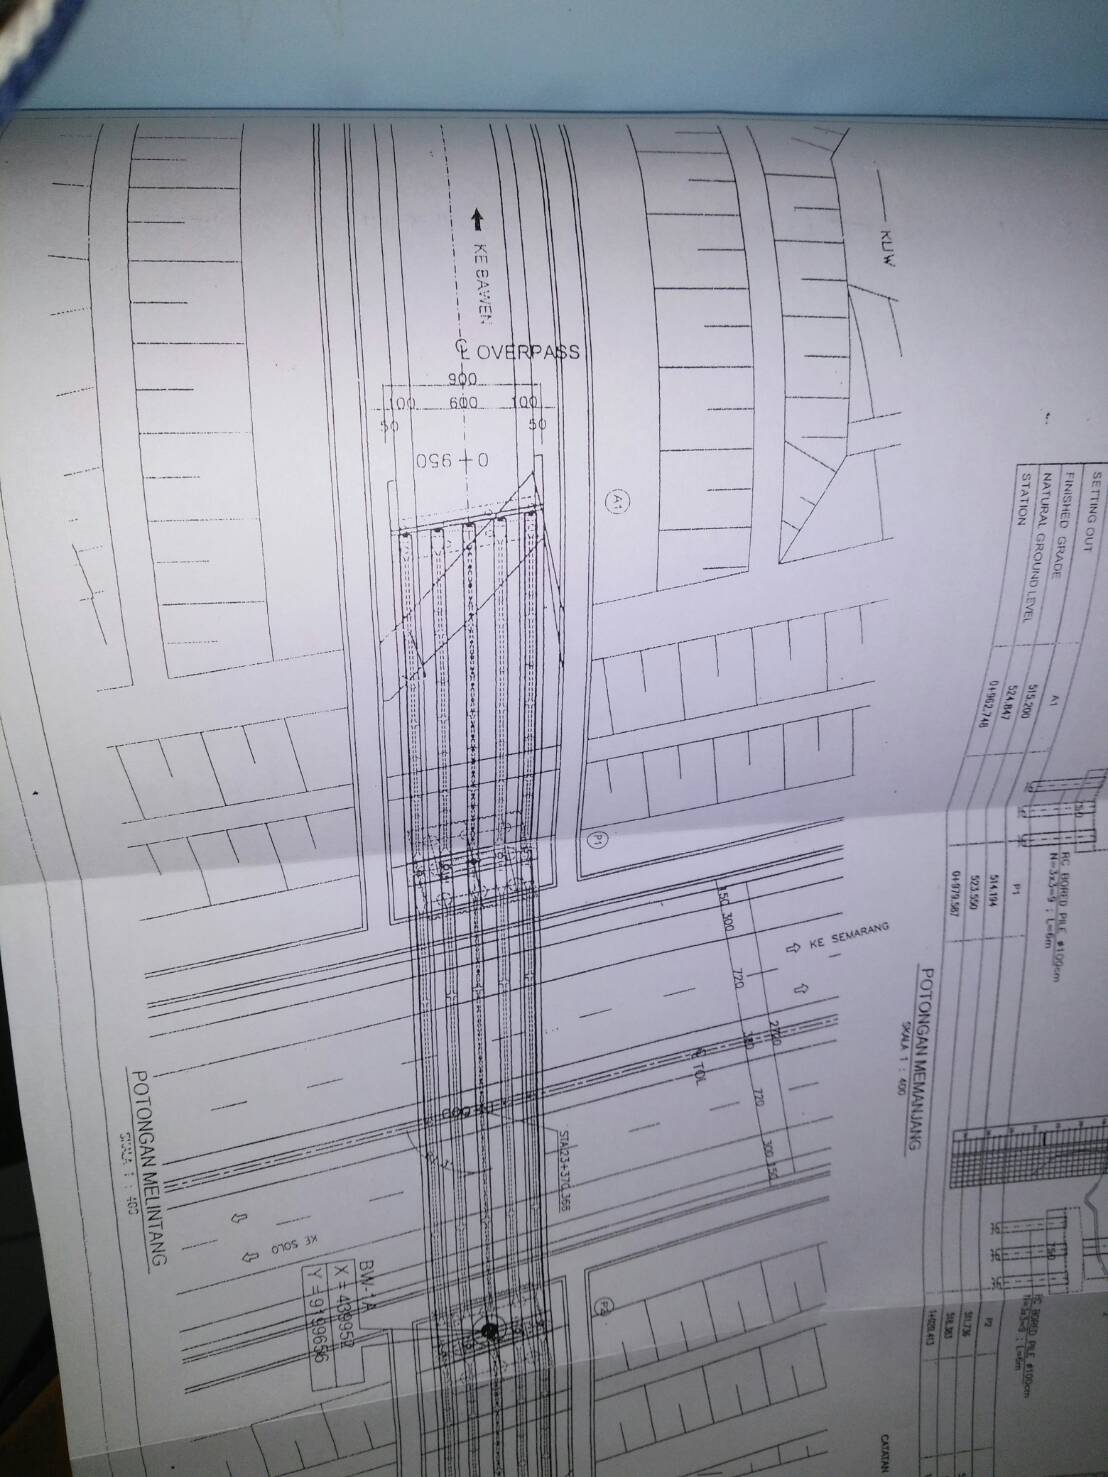 SETTING OUT
A1
FINISHED GRADE
515.200
NATURAL GROUND LEVEL
524.847
STATION
0+962.748
RC BORED PILE ø100cm
N=3x3=9 ; L=6m
750
P1
514.194
523.550
0+979.587
RC BORED PILE ø100cm
N=3x3=9 ; L=6m
750
P2
511.736
518.383
1+020.413
POTONGAN MEMANJANG
SKALA 1 : 400
CATATAN
KE SEMARANG
2720
150 300 720 720 300 150
℄ TOL
A1
P1
P2
STA 23+370.368
℄ OVERPASS
KE BAWEN
900
100 600 100
50
50
0+950
BW-1A
X = 439952
Y = 9199656
KE SOLO
POTONGAN MELINTANG
SKALA 1 : 400